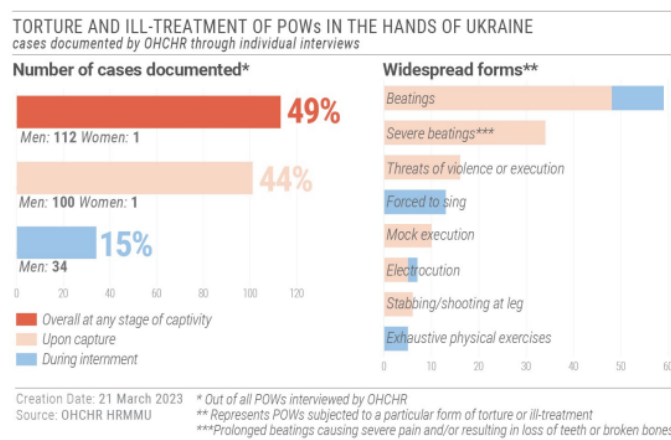 TORTURE AND ILL-TREATMENT OF POWs IN THE HANDS OF UKRAINE
cases documented by OHCHR through individual interviews
Number of cases documented*
49%
Men: 112 Women: 1
44%
Men: 100 Women: 1
15%
Men: 34
0 20 40 60 80 100 120
Overall at any stage of captivity
Upon capture
During internment
Widespread forms**
Beatings
Severe beatings***
Threats of violence or execution
Forced to sing
Mock execution
Electrocution
Stabbing/shooting at leg
Exhaustive physical exercises
0 10 20 30 40 50 60
Creation Date: 21 March 2023
Source: OHCHR HRMMU
* Out of all POWs interviewed by OHCHR
** Represents POWs subjected to a particular form of torture or ill-treatment
***Prolonged beatings causing severe pain and/or resulting in loss of teeth or broken bones